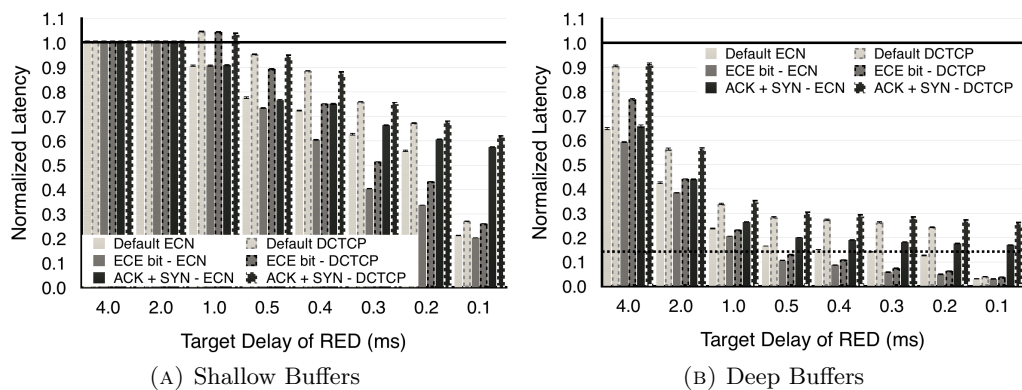 1.1
1.0
0.9
0.8
0.7
0.6
0.5
0.4
0.3
0.2
0.1
0.0
Normalized Latency
Default ECN
Default DCTCP
ECE bit - ECN
ECE bit - DCTCP
ACK + SYN - ECN
ACK + SYN - DCTCP
4.0 2.0 1.0 0.5 0.4 0.3 0.2 0.1
Target Delay of RED (ms)
(A) Shallow Buffers
1.1
1.0
0.9
0.8
0.7
0.6
0.5
0.4
0.3
0.2
0.1
0.0
Normalized Latency
Default ECN
Default DCTCP
ECE bit - ECN
ECE bit - DCTCP
ACK + SYN - ECN
ACK + SYN - DCTCP
4.0 2.0 1.0 0.5 0.4 0.3 0.2 0.1
Target Delay of RED (ms)
(B) Deep Buffers